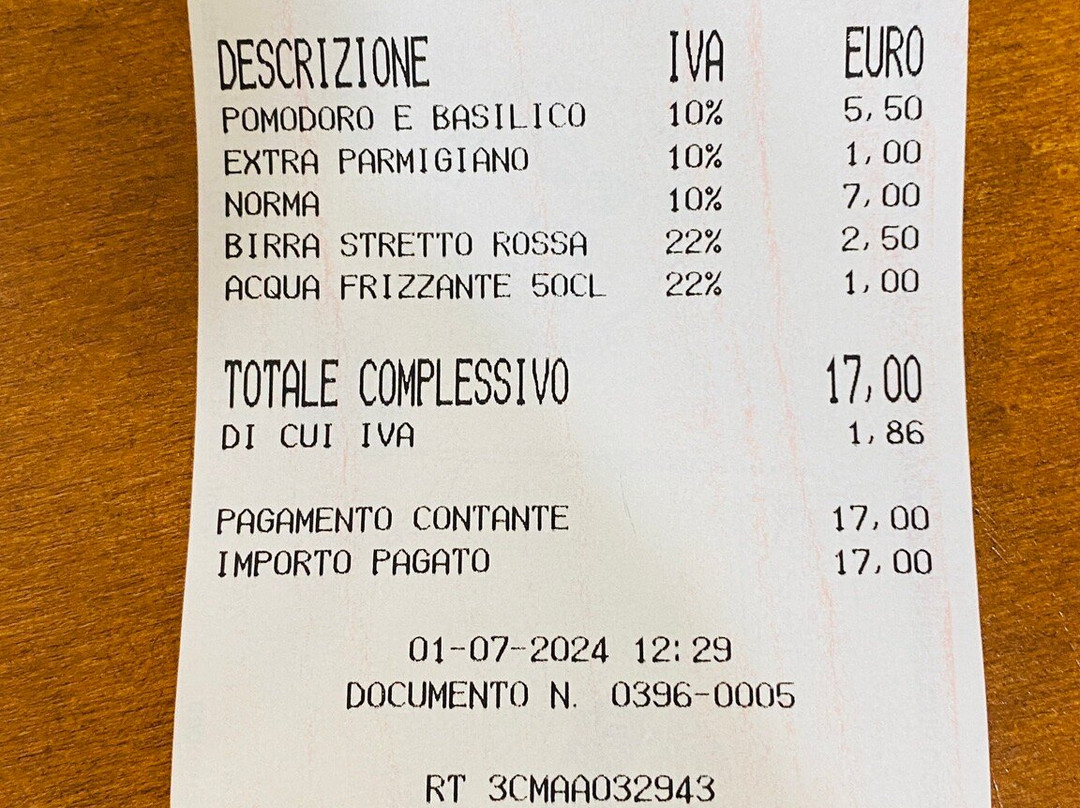 DESCRIZIONE IVA EURO
POMODORO E BASILICO 10% 5,50
EXTRA PARMIGIANO 10% 1,00
NORMA 10% 7,00
BIRRA STRETTO ROSSA 22% 2,50
ACQUA FRIZZANTE 50CL 22% 1,00
TOTALE COMPLESSIVO 17,00
DI CUI IVA 1,86
PAGAMENTO CONTANTE 17,00
IMPORTO PAGATO 17,00
01-07-2024 12:29
DOCUMENTO N. 0396-0005
RT 3CMAA032943